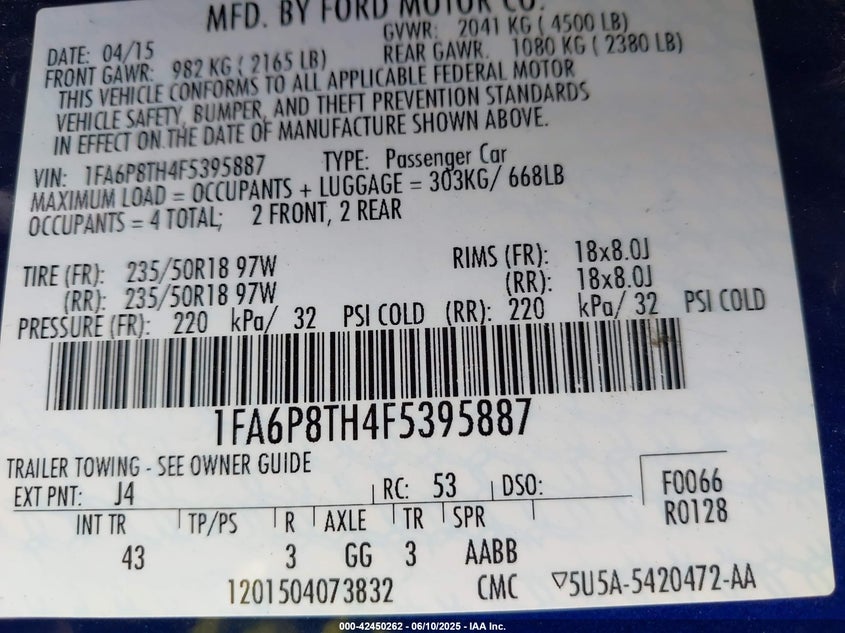 MFD. BY FORD MOTOR CO.
DATE: 04/15 GVWR: 2041 KG ( 4500 LB)
FRONT GAWR: 982 KG ( 2165 LB) REAR GAWR. 1080 KG ( 2380 LB)
THIS VEHICLE CONFORMS TO ALL APPLICABLE FEDERAL MOTOR
VEHICLE SAFETY, BUMPER, AND THEFT PREVENTION STANDARDS
IN EFFECT ON THE DATE OF MANUFACTURE SHOWN ABOVE.
VIN: 1FA6P8TH4F5395887 TYPE: Passenger Car
MAXIMUM LOAD = OCCUPANTS + LUGGAGE = 303KG/ 668LB
OCCUPANTS = 4 TOTAL; 2 FRONT, 2 REAR
TIRE (FR): 235/50R18 97W RIMS (FR): 18x8.0J
(RR): 235/50R18 97W (RR): 18x8.0J
PRESSURE (FR): 220 kPa/ 32 PSI COLD (RR): 220 kPa/ 32 PSI COLD
1FA6P8TH4F5395887
TRAILER TOWING - SEE OWNER GUIDE
EXT PNT: J4 RC: 53 DSO: F0066
INT TR TP/PS R AXLE TR SPR R0128
43 3 GG 3 AABB
1201504073832 CMC ▽5U5A-5420472-AA
000-42450262 - 06/10/2025 - IAA Inc.